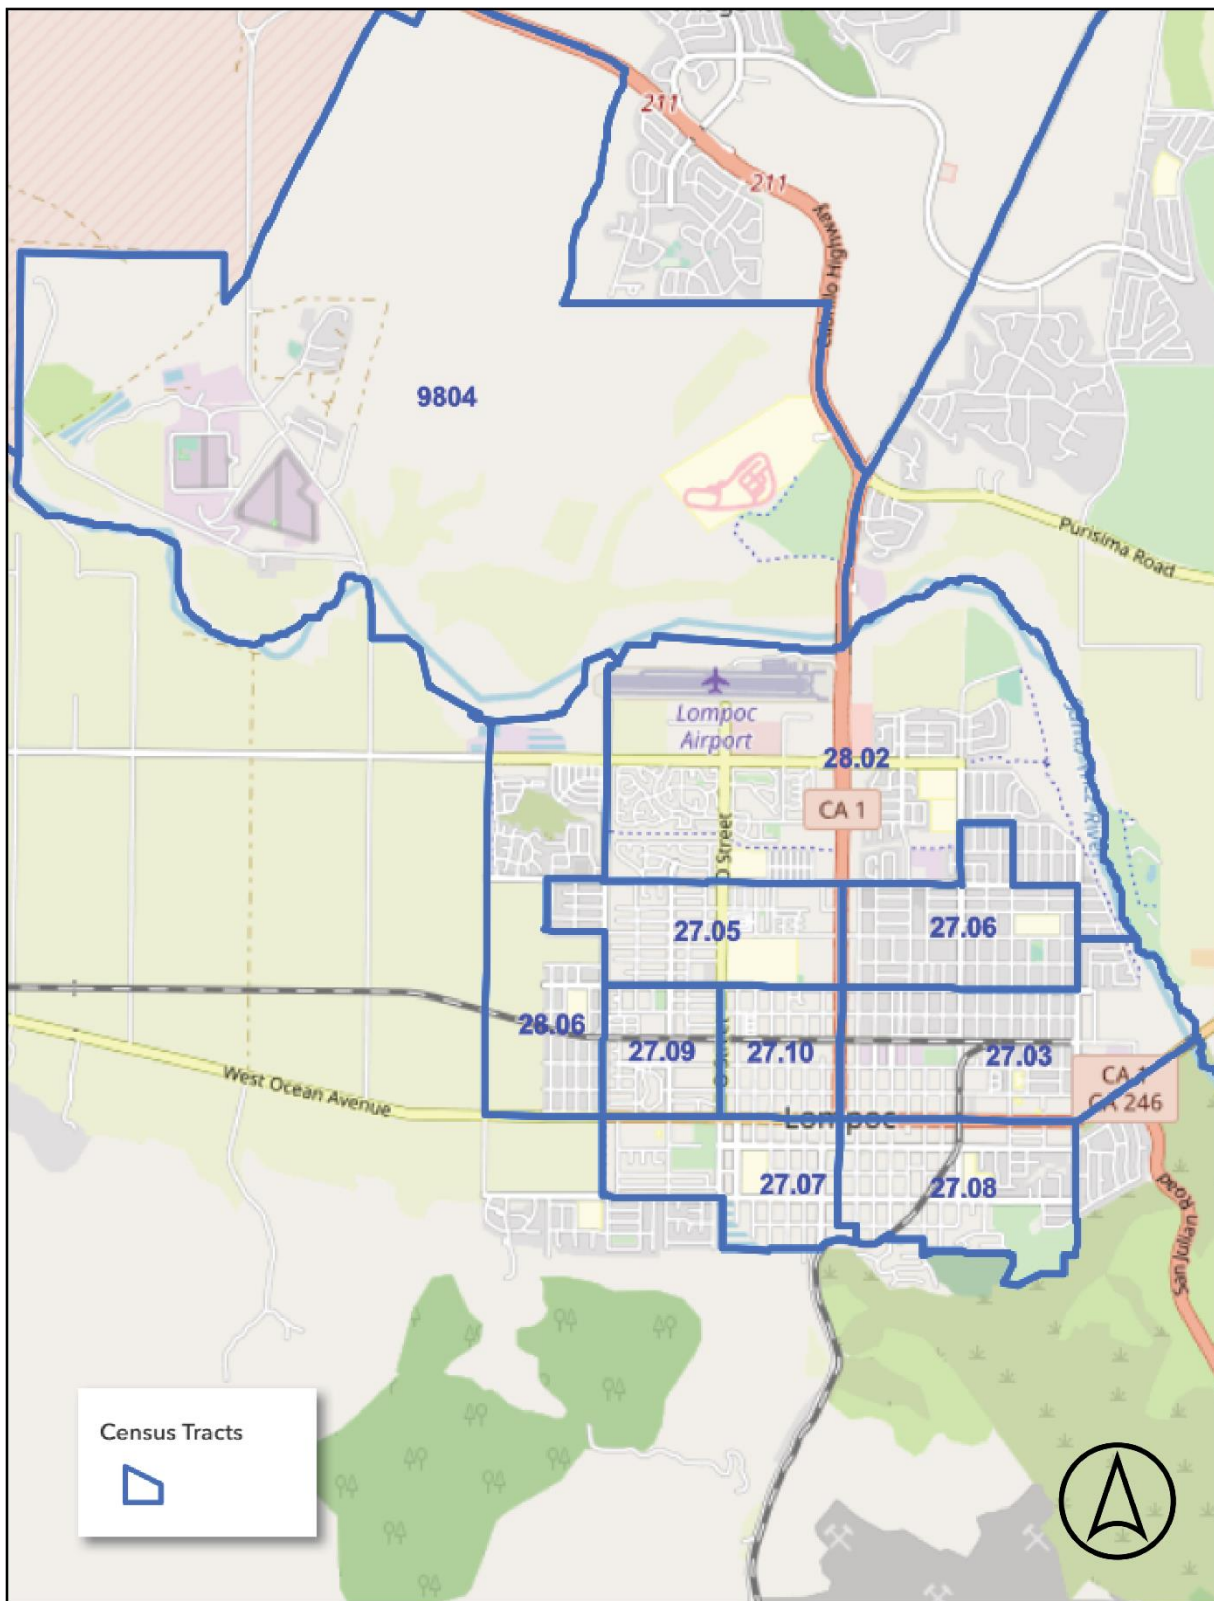 211
211
Cabrillo Highway
9804
Purisima Road
Lompoc
Airport
28.02
CA 1
O Street
Santa Ynez River
27.05
27.06
28.06
27.09
27.10
27.03
O Street
CA 1
CA 246
West Ocean Avenue
Lompoc
27.07
27.08
San Julian Road
Census Tracts